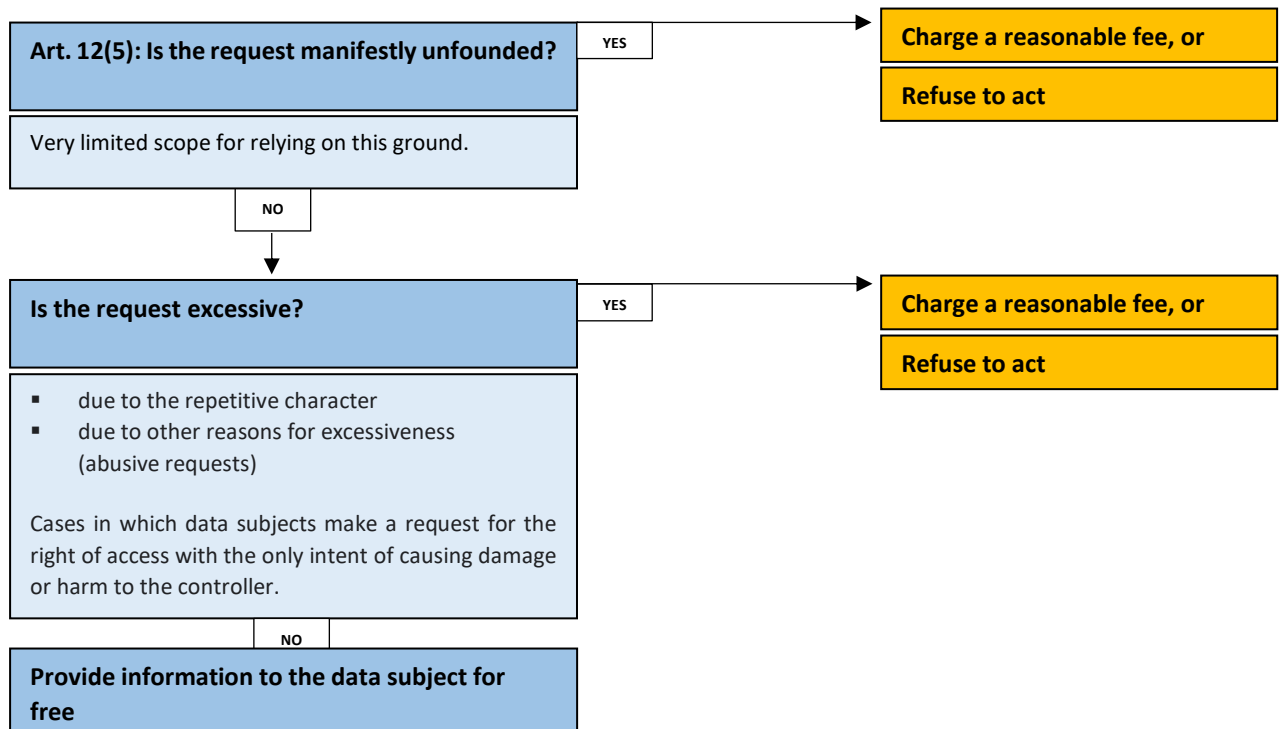 Art. 12(5): Is the request manifestly unfounded?
YES
Charge a reasonable fee, or
Refuse to act
Very limited scope for relying on this ground.
NO
Is the request excessive?
YES
Charge a reasonable fee, or
Refuse to act
▪ due to the repetitive character
▪ due to other reasons for excessiveness
(abusive requests)
Cases in which data subjects make a request for the
right of access with the only intent of causing damage
or harm to the controller.
NO
Provide information to the data subject for
free